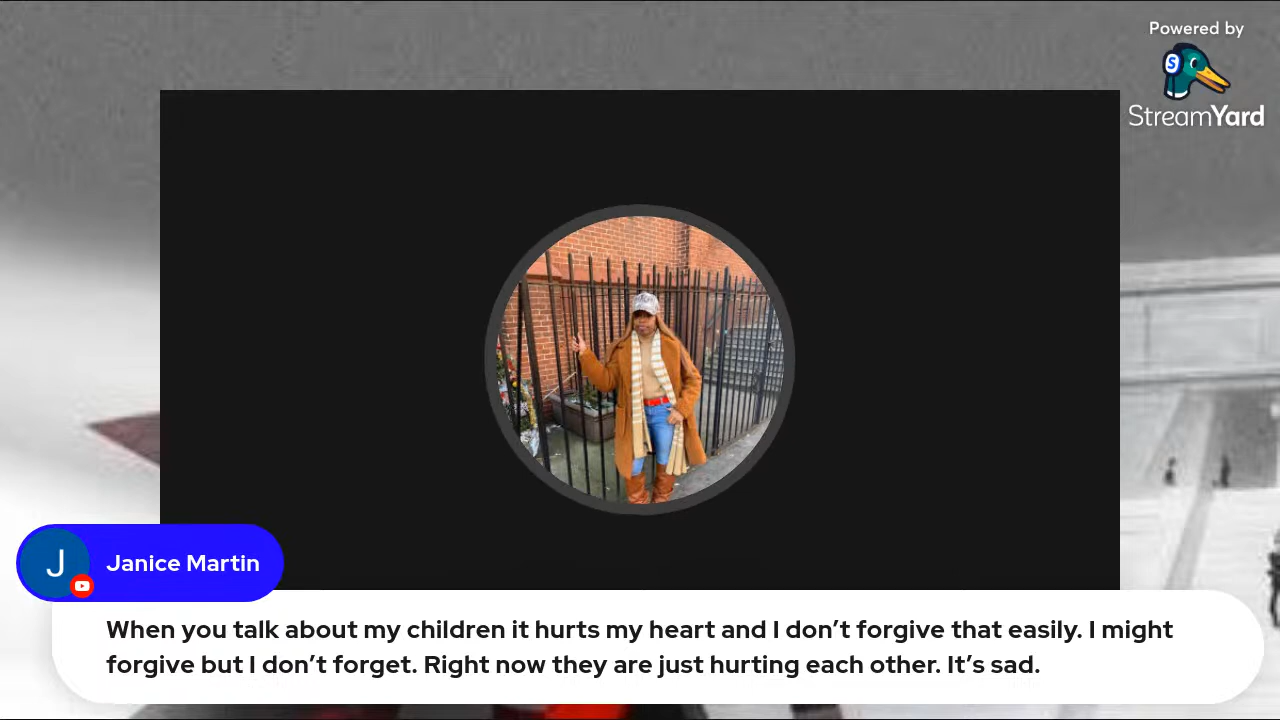 Powered by
S
StreamYard
J
Janice Martin
When you talk about my children it hurts my heart and I don’t forgive that easily. I might
forgive but I don’t forget. Right now they are just hurting each other. It’s sad.